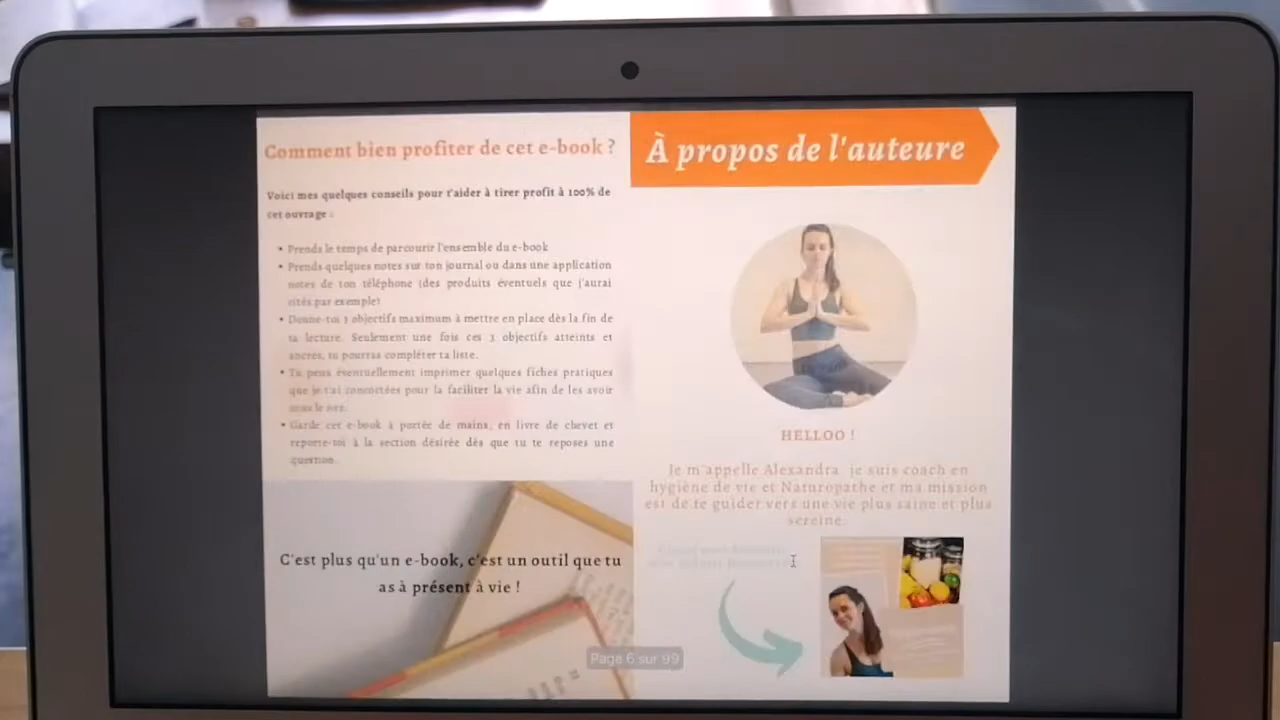 Comment bien profiter de cet e-book ?
Voici mes quelques conseils pour t'aider à tirer profit à 100% de
cet ouvrage :
• Prends le temps de parcourir l'ensemble du e-book
• Prends quelques notes sur ton journal ou dans une application
notes de ton téléphone (des produits éventuels que j'aurai
cités par exemple)
• Donne-toi 3 objectifs maximum à mettre en place dès la fin de
ta lecture. Seulement une fois ces 3 objectifs atteints et
ancrés, tu pourras compléter ta liste.
• Tu peux éventuellement imprimer quelques fiches pratiques
que je t'ai concoctées pour ta faciliter la vie afin de les avoir
sous le nez.
• Garde cet e-book à portée de mains, en livre de chevet et
reporte-toi à la section désirée dès que tu te reposes une
question.
C'est plus qu'un e-book, c'est un outil que tu
as à présent à vie !
À propos de l'auteure
HELLOO !
Je m'appelle Alexandra, je suis coach en
hygiène de vie et Naturopathe et ma mission
est de te guider vers une vie plus saine et plus
sereine.
Page 6 sur 99